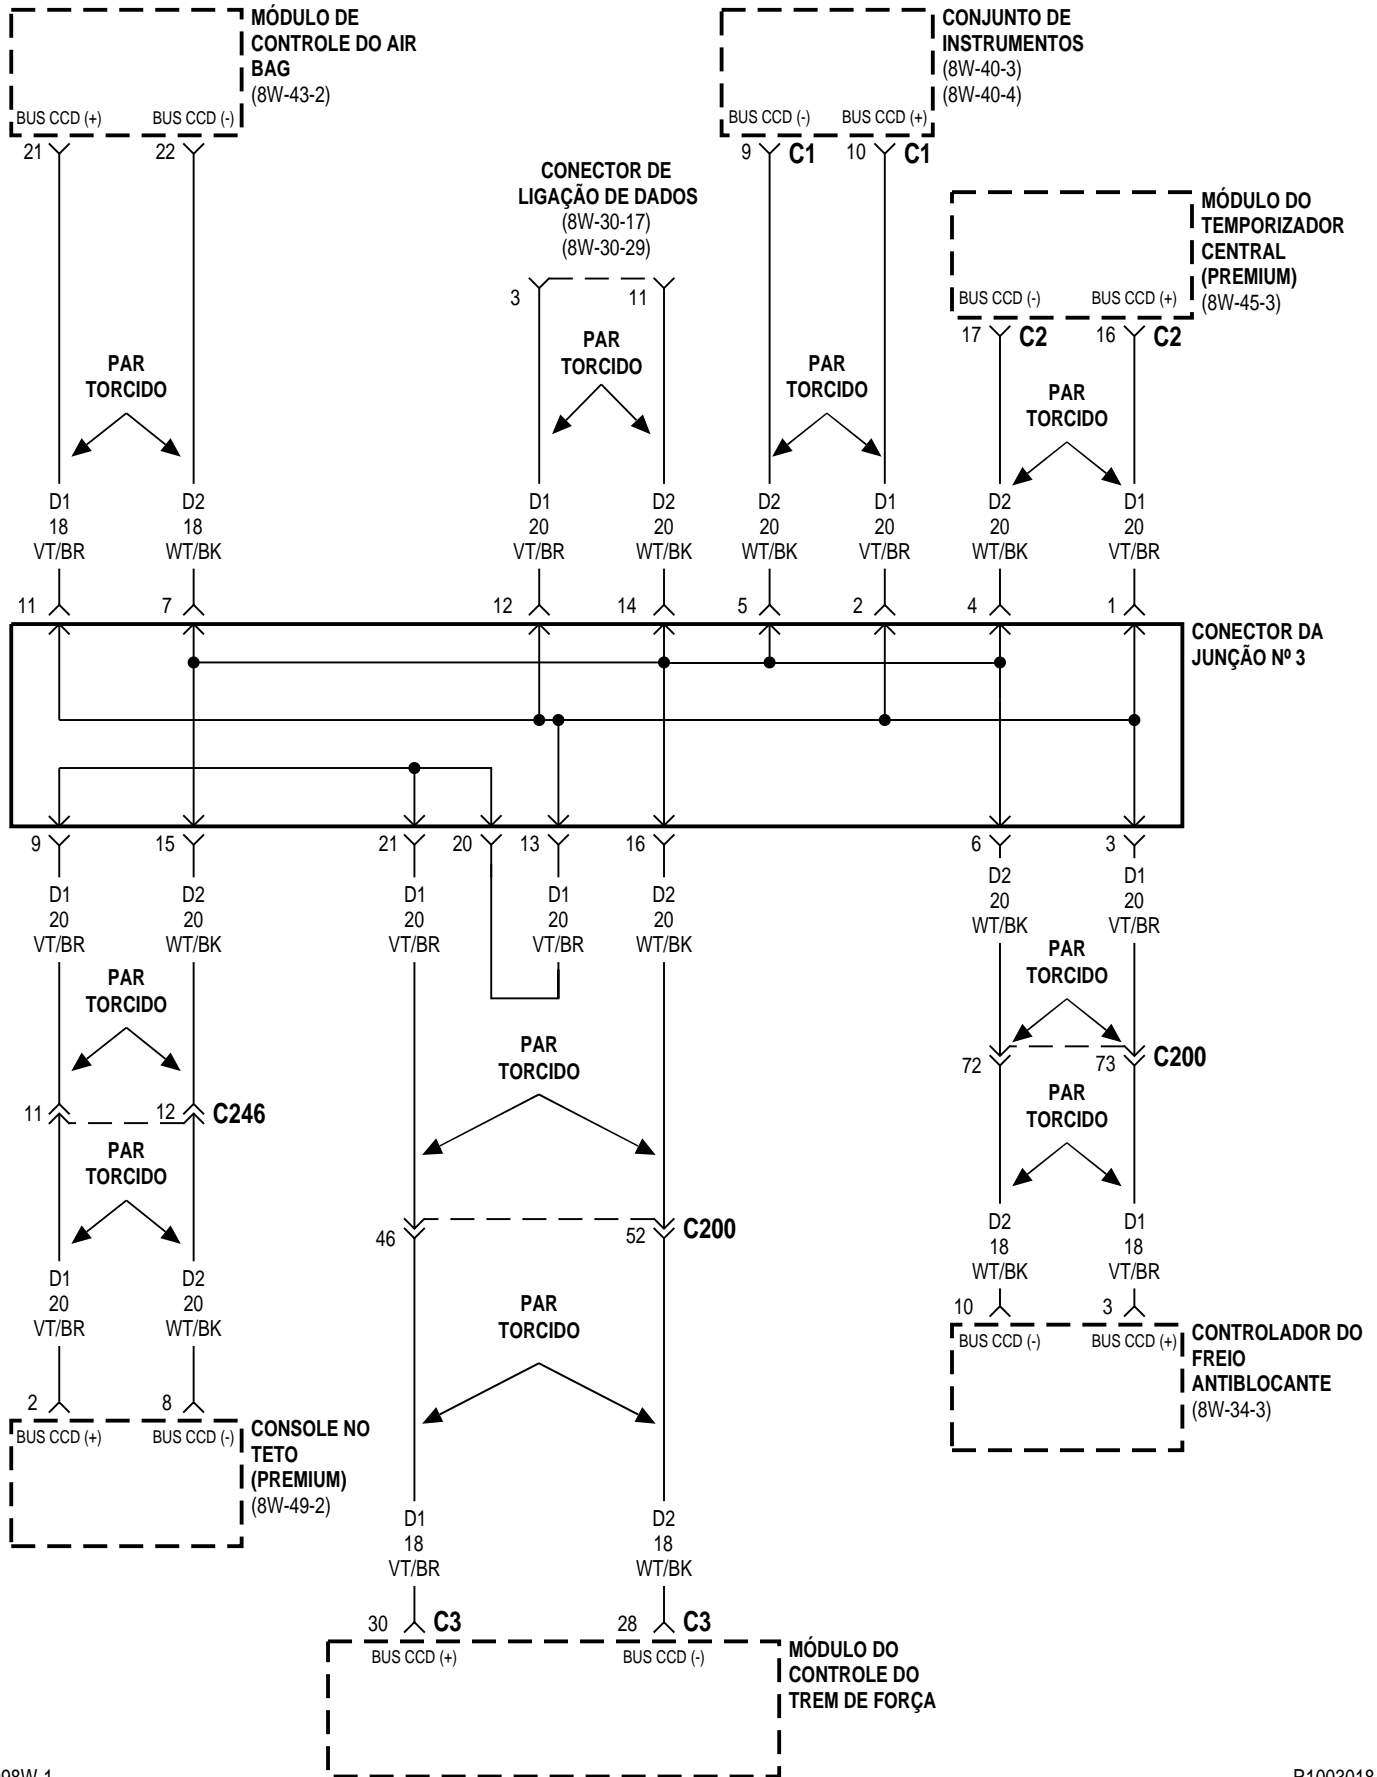 MÓDULO DE
CONTROLE DO AIR
BAG
(8W-43-2)
BUS CCD (+)
BUS CCD (-)
21
22
CONJUNTO DE
INSTRUMENTOS
(8W-40-3)
(8W-40-4)
BUS CCD (-)
BUS CCD (+)
9
C1
10
C1
CONECTOR DE
LIGAÇÃO DE DADOS
(8W-30-17)
(8W-30-29)
3
11
MÓDULO DO
TEMPORIZADOR
CENTRAL
(PREMIUM)
(8W-45-3)
BUS CCD (-)
BUS CCD (+)
17
C2
16
C2
PAR
TORCIDO
PAR
TORCIDO
PAR
TORCIDO
PAR
TORCIDO
D1
18
VT/BR
D2
18
WT/BK
D1
20
VT/BR
D2
20
WT/BK
D2
20
WT/BK
D1
20
VT/BR
D2
20
WT/BK
D1
20
VT/BR
11
7
12
14
5
2
4
1
CONECTOR DA
JUNÇÃO Nº 3
9
15
21
20
13
16
6
3
D1
20
VT/BR
D2
20
WT/BK
D1
20
VT/BR
D1
20
VT/BR
D2
20
WT/BK
D2
20
WT/BK
D1
20
VT/BR
PAR
TORCIDO
PAR
TORCIDO
PAR
TORCIDO
11
12
C246
72
73
C200
PAR
TORCIDO
PAR
TORCIDO
46
52
C200
D1
20
VT/BR
D2
20
WT/BK
PAR
TORCIDO
D2
18
WT/BK
D1
18
VT/BR
10
3
BUS CCD (-)
BUS CCD (+)
CONTROLADOR DO
FREIO
ANTIBLOCANTE
(8W-34-3)
2
8
BUS CCD (+)
BUS CCD (-)
CONSOLE NO
TETO
(PREMIUM)
(8W-49-2)
D1
18
VT/BR
D2
18
WT/BK
30
C3
28
C3
BUS CCD (+)
BUS CCD (-)
MÓDULO DO
CONTROLE DO
TREM DE FORÇA